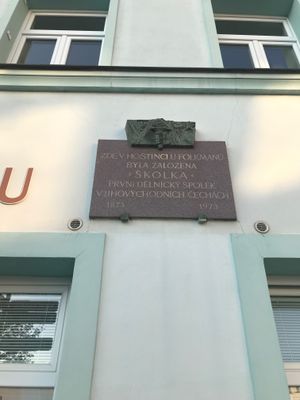 ZDE V HOSTINCI U FOLKMANŮ
BYLA ZALOŽENA
ŠKOLKA
PRVNÍ DĚLNICKÝ SPOLEK
V JIHOVÝCHODNÍCH ČECHÁCH
1873 1973
U